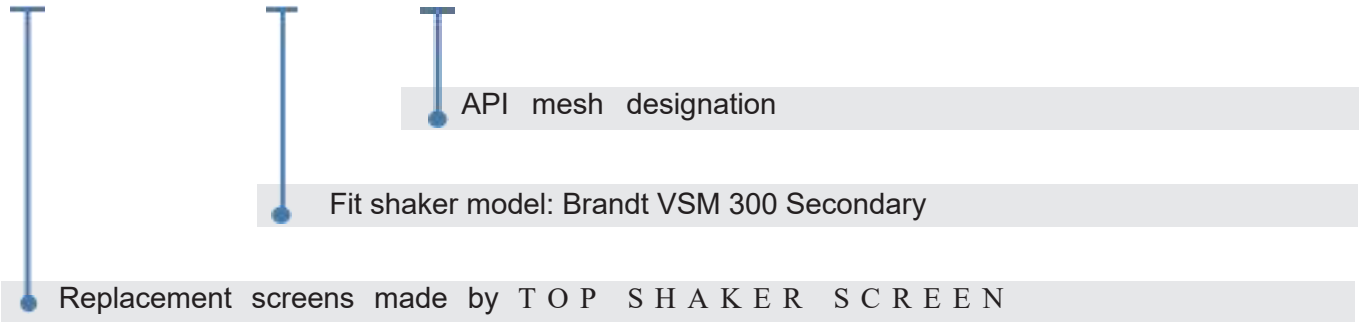 API mesh designation
Fit shaker model: Brandt VSM 300 Secondary
Replacement screens made by TOP SHAKER SCREEN